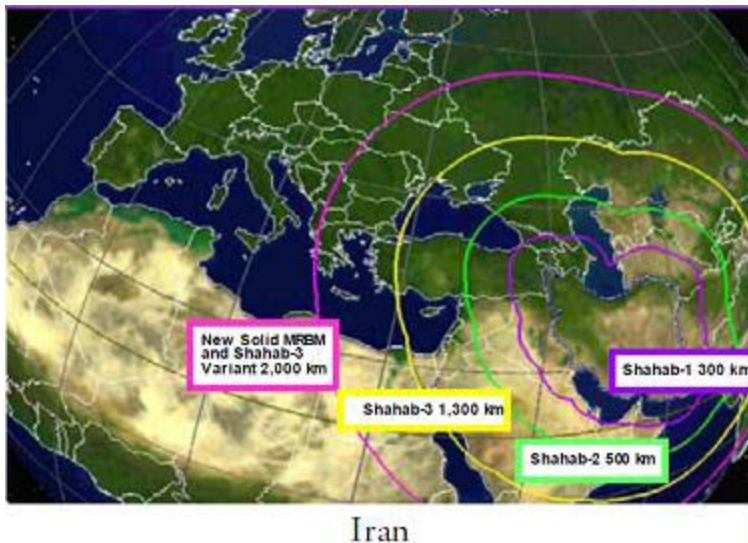 New Solid MRBM
and Shahab-3
Variant 2,000 km
Shahab-1 300 km
Shahab-3 1,300 km
Shahab-2 500 km
Iran